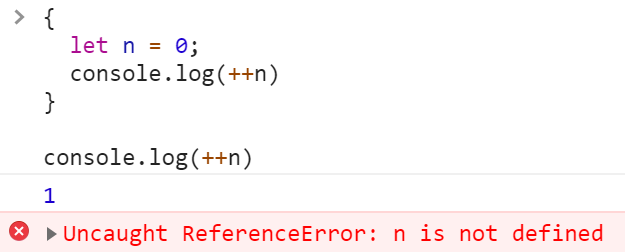 {
let n = 0;
console.log(++n)
}
console.log(++n)
1
Uncaught ReferenceError: n is not defined